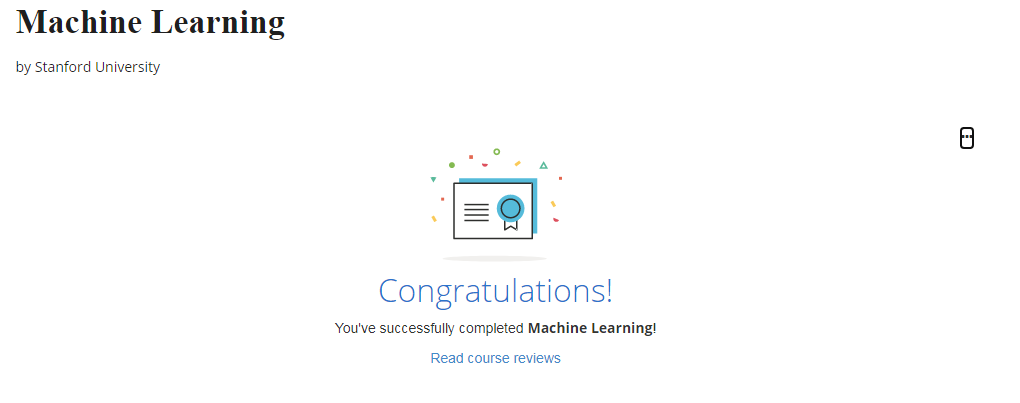 Machine Learning
by Stanford University
Congratulations!
You've successfully completed Machine Learning!
Read course reviews